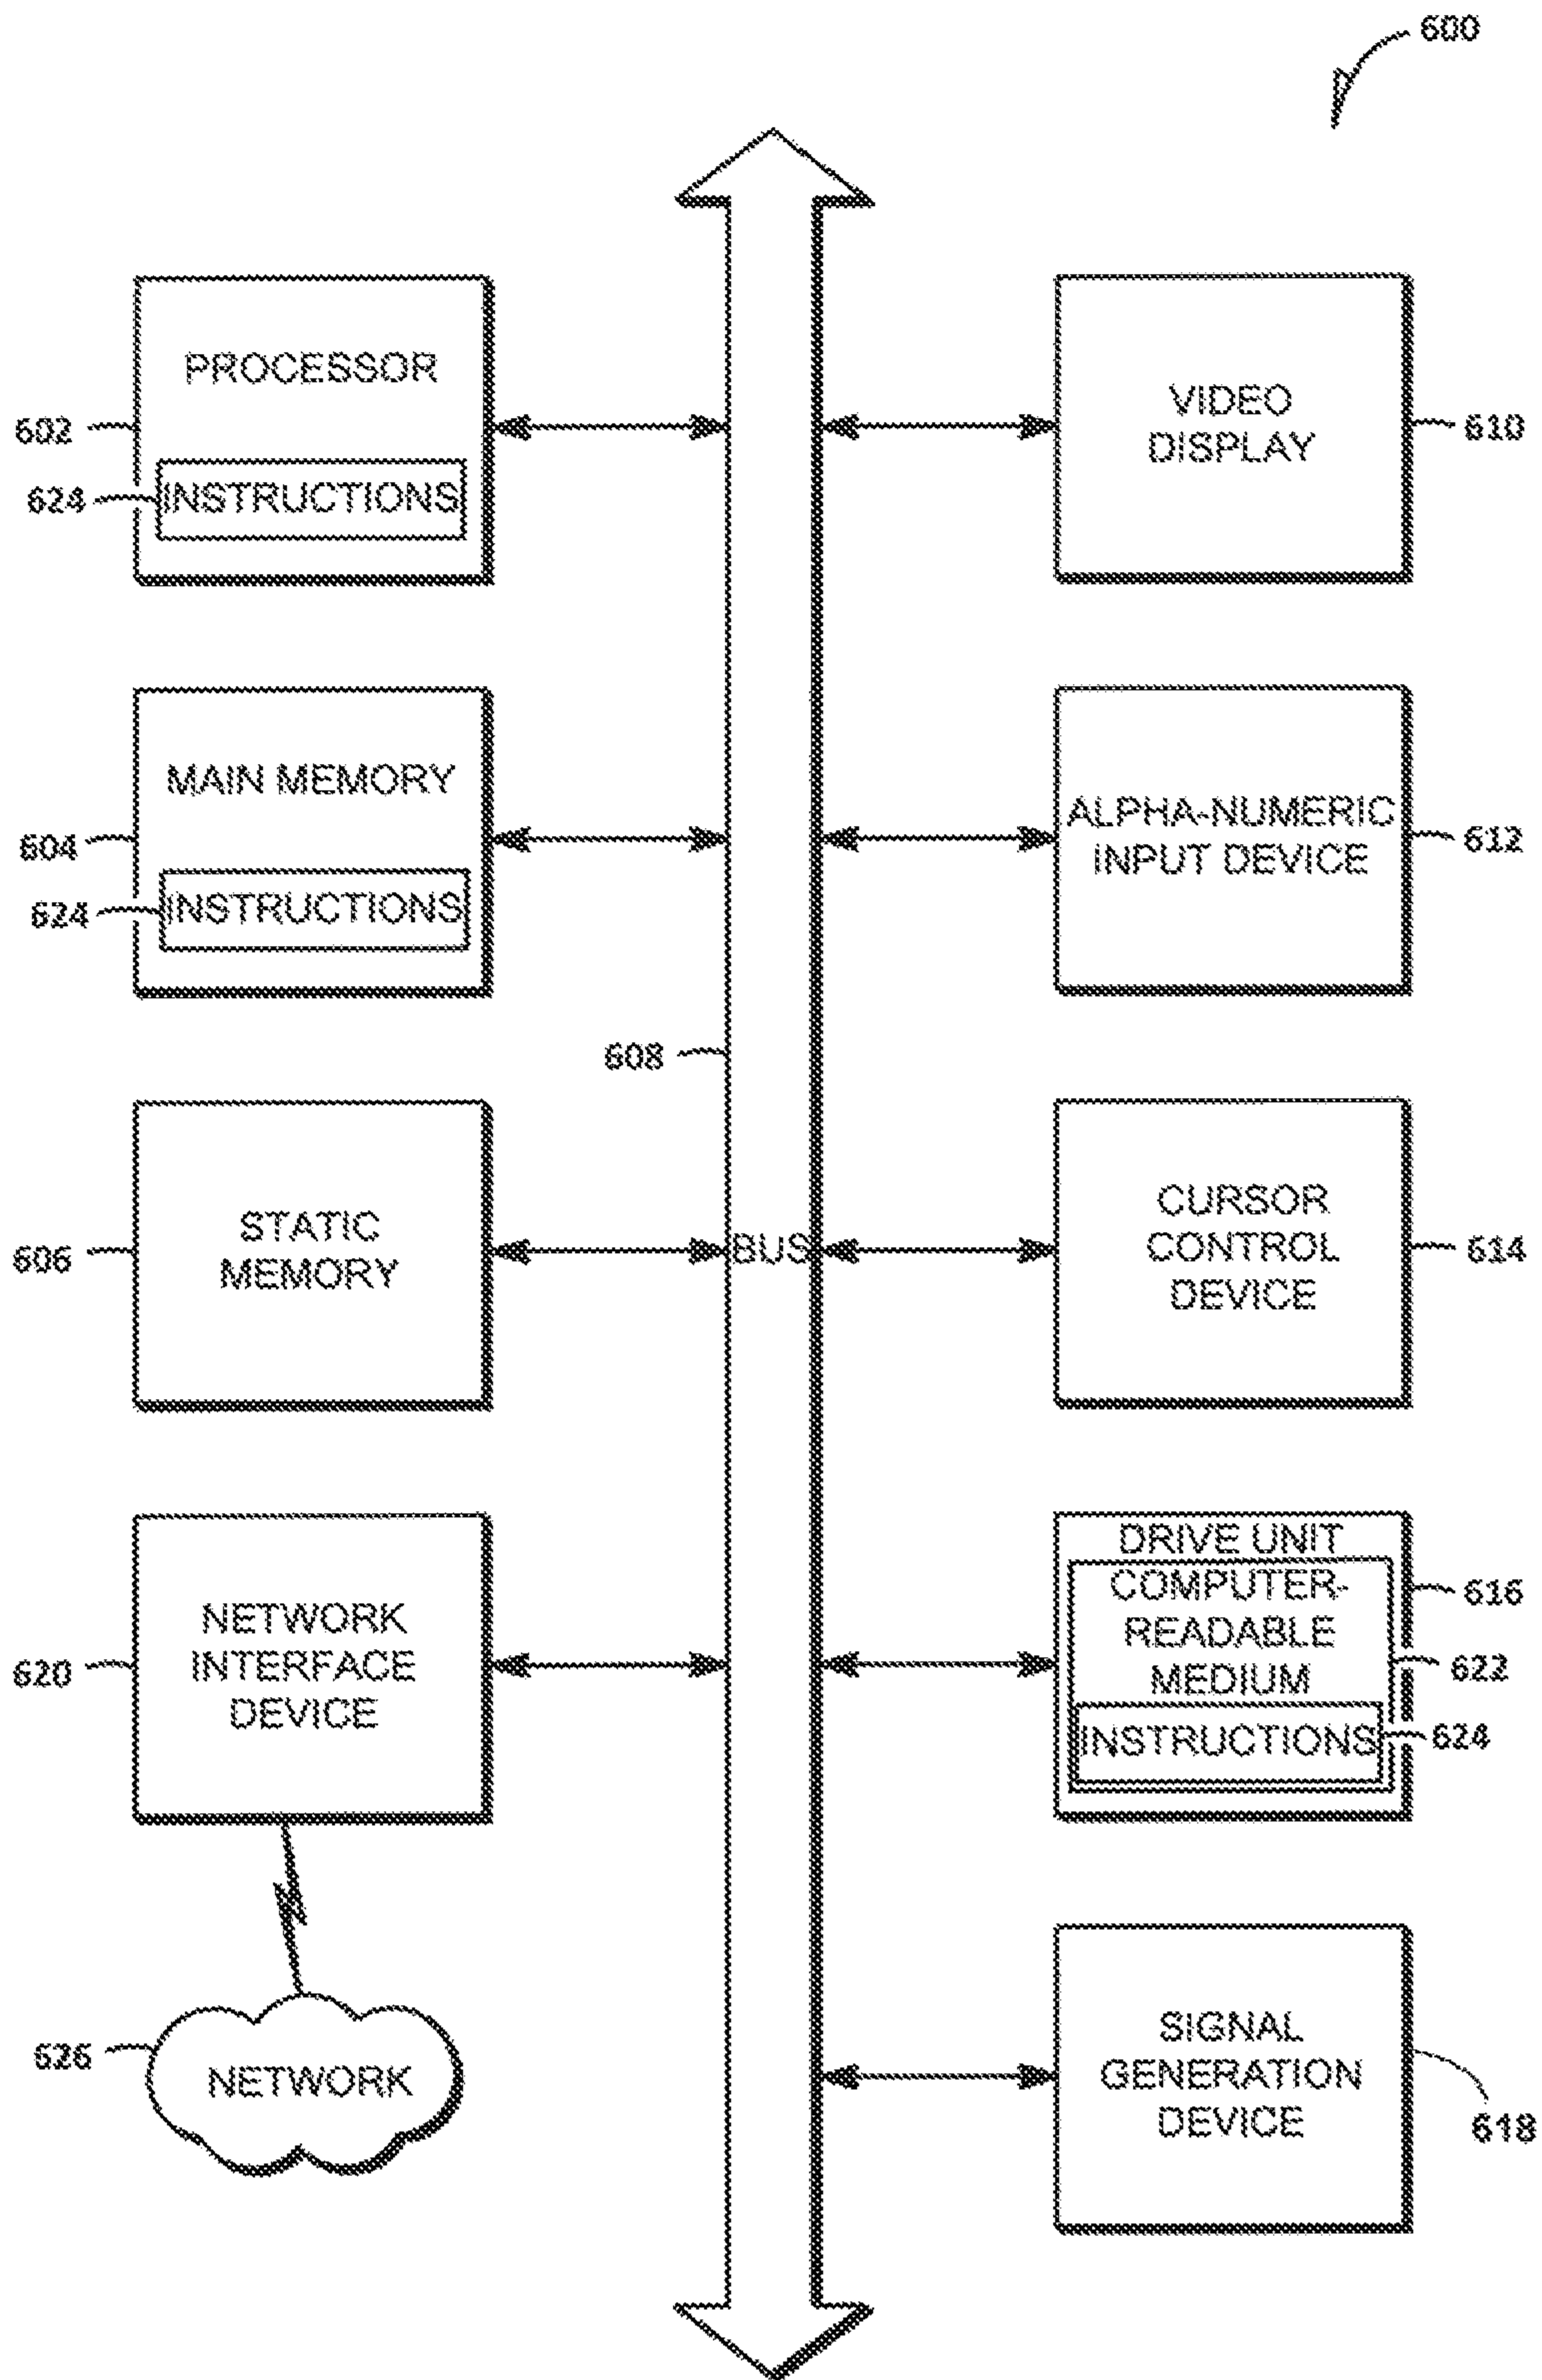 600
PROCESSOR
602
624
INSTRUCTIONS
VIDEO
DISPLAY
610
MAIN MEMORY
604
624
INSTRUCTIONS
ALPHA-NUMERIC
INPUT DEVICE
612
608
STATIC
MEMORY
606
BUS
CURSOR
CONTROL
DEVICE
614
NETWORK
INTERFACE
DEVICE
620
DRIVE UNIT
COMPUTER-
READABLE
MEDIUM
INSTRUCTIONS
616
622
624
626
NETWORK
SIGNAL
GENERATION
DEVICE
618